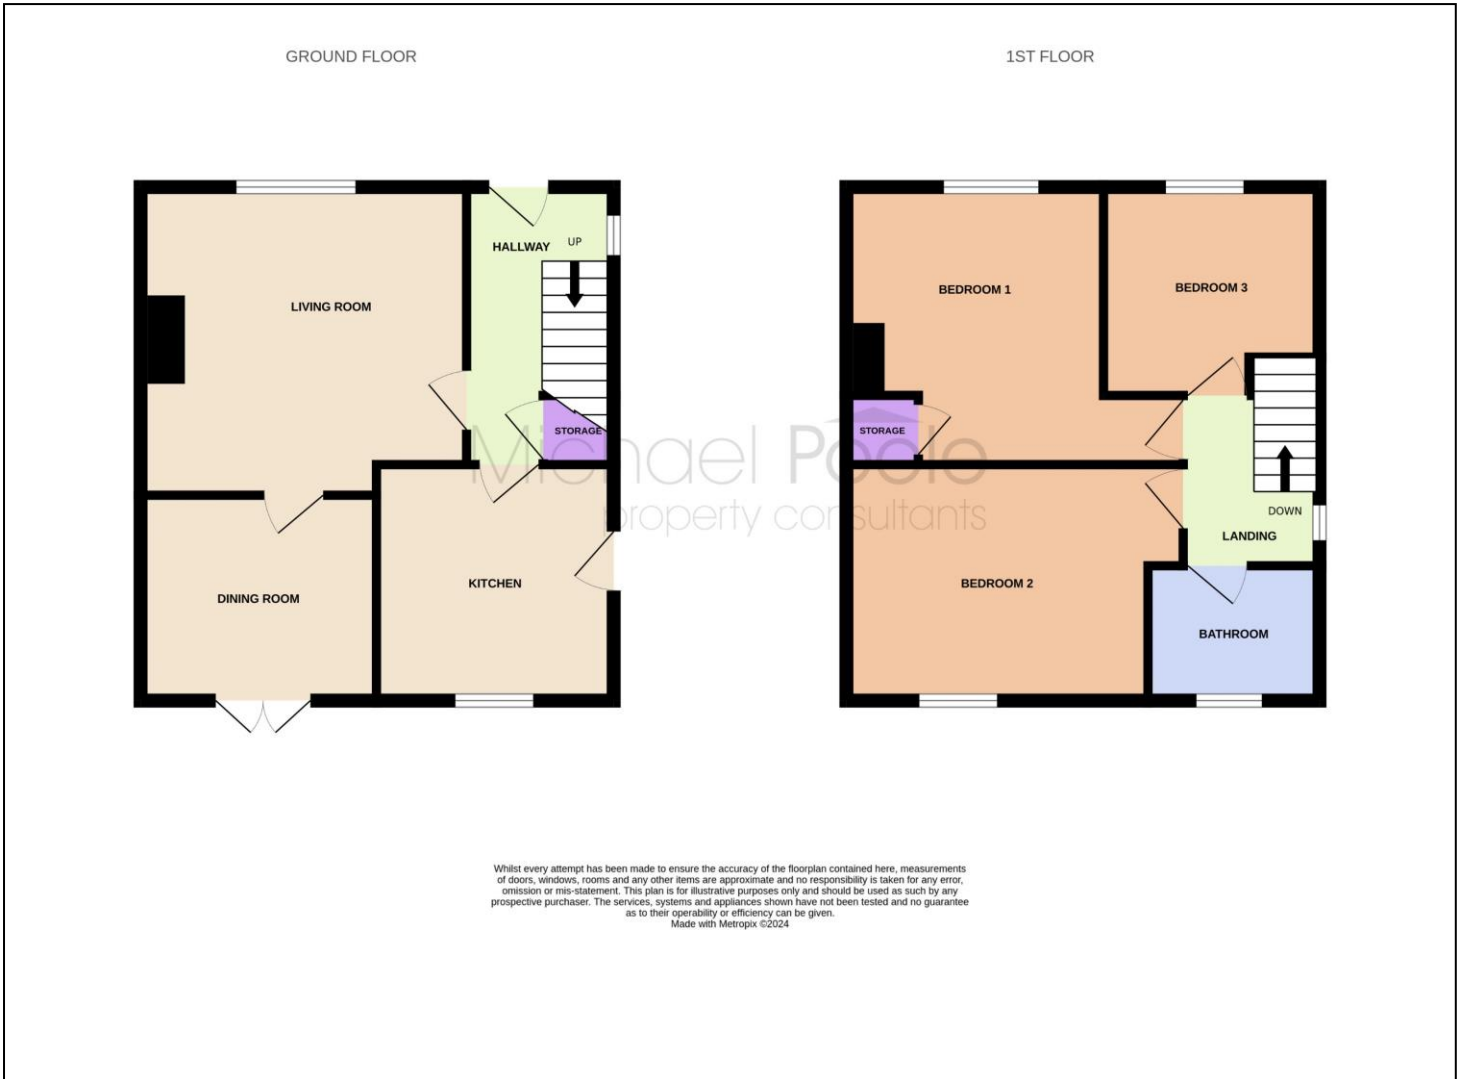 GROUND FLOOR
1ST FLOOR
HALLWAY
UP
LIVING ROOM
STORAGE
KITCHEN
DINING ROOM
BEDROOM 1
BEDROOM 3
STORAGE
DOWN
LANDING
BEDROOM 2
BATHROOM
Michael Poole
property consultants
Whilst every attempt has been made to ensure the accuracy of the floorplan contained here, measurements
of doors, windows, rooms and any other items are approximate and no responsibility is taken for any error,
omission or mis-statement. This plan is for illustrative purposes only and should be used as such by any
prospective purchaser. The services, systems and appliances shown have not been tested and no guarantee
as to their operability or efficiency can be given.
Made with Metropix ©2024